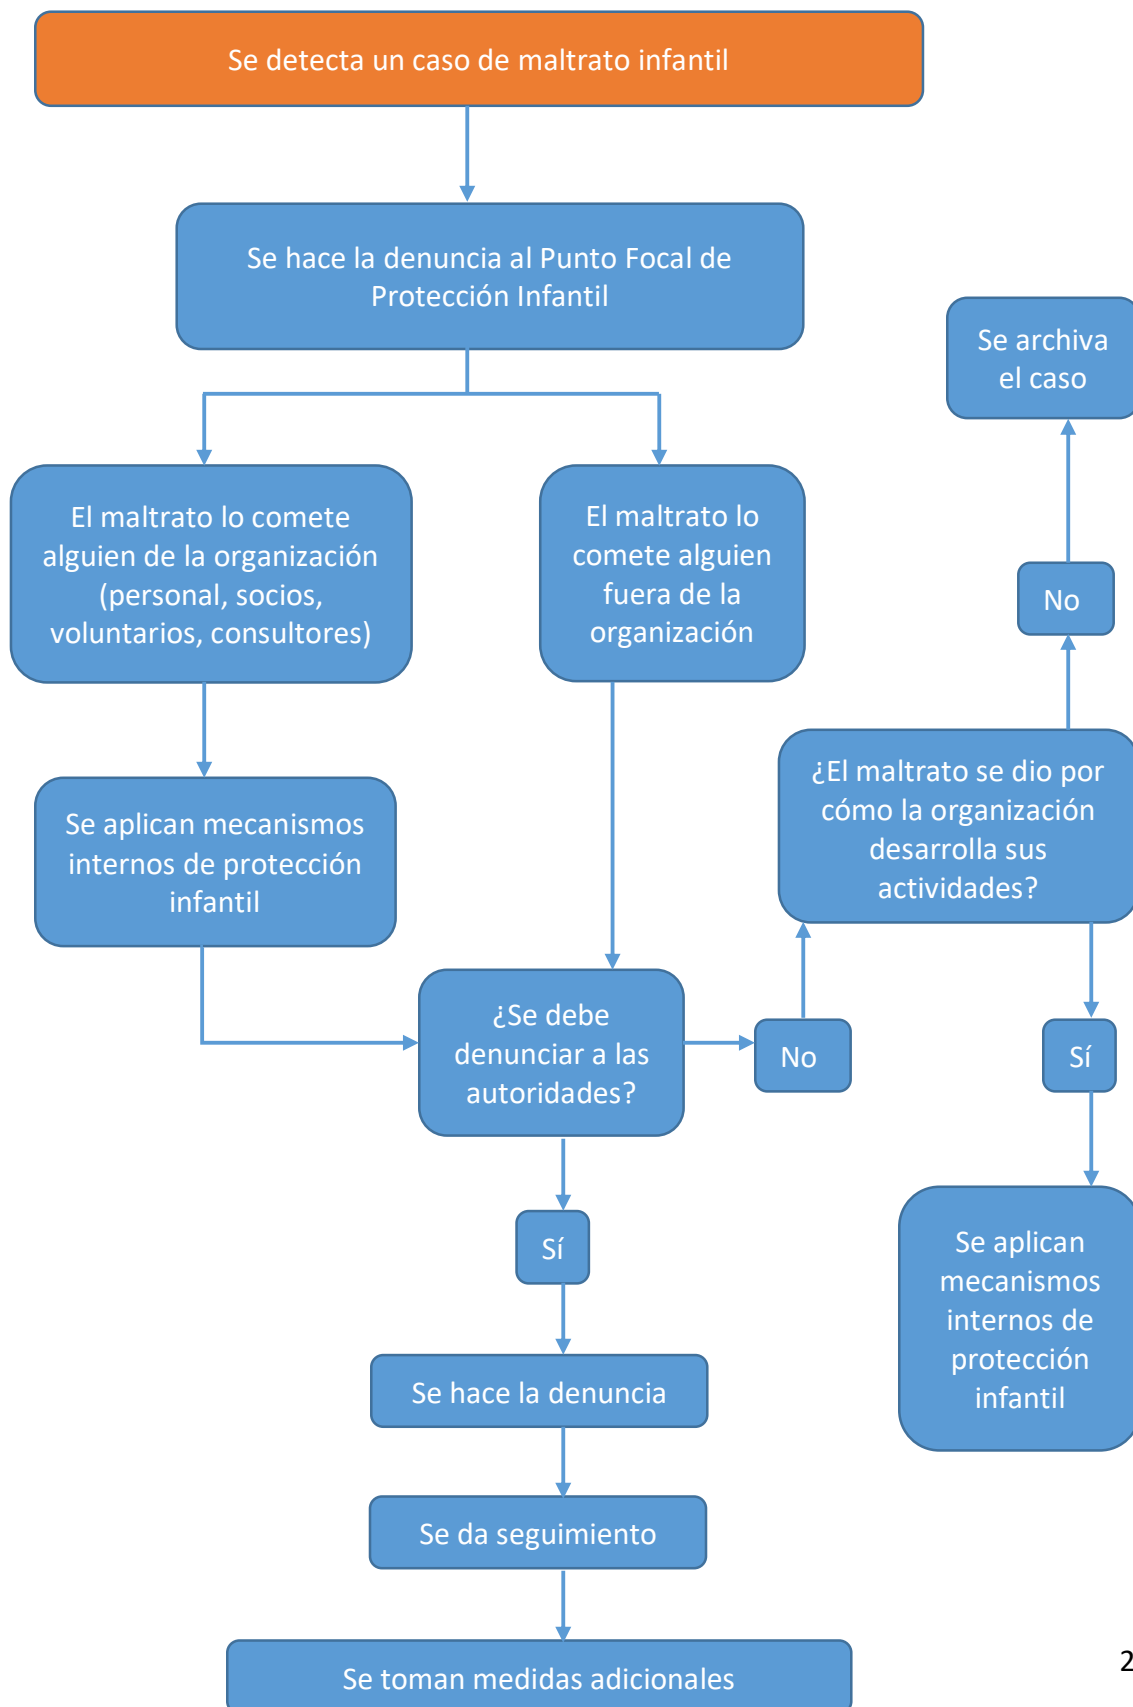 Se detecta un caso de maltrato infantil
Se hace la denuncia al Punto Focal de
Protección Infantil
Se archiva
el caso
El maltrato lo comete
alguien de la organización
(personal, socios,
voluntarios, consultores)
El maltrato lo
comete alguien
fuera de la
organización
No
¿El maltrato se dio por
cómo la organización
desarrolla sus
actividades?
Se aplican mecanismos
internos de protección
infantil
¿Se debe
denunciar a las
autoridades?
No
Sí
Sí
Se aplican
mecanismos
internos de
protección
infantil
Se hace la denuncia
Se da seguimiento
Se toman medidas adicionales
2